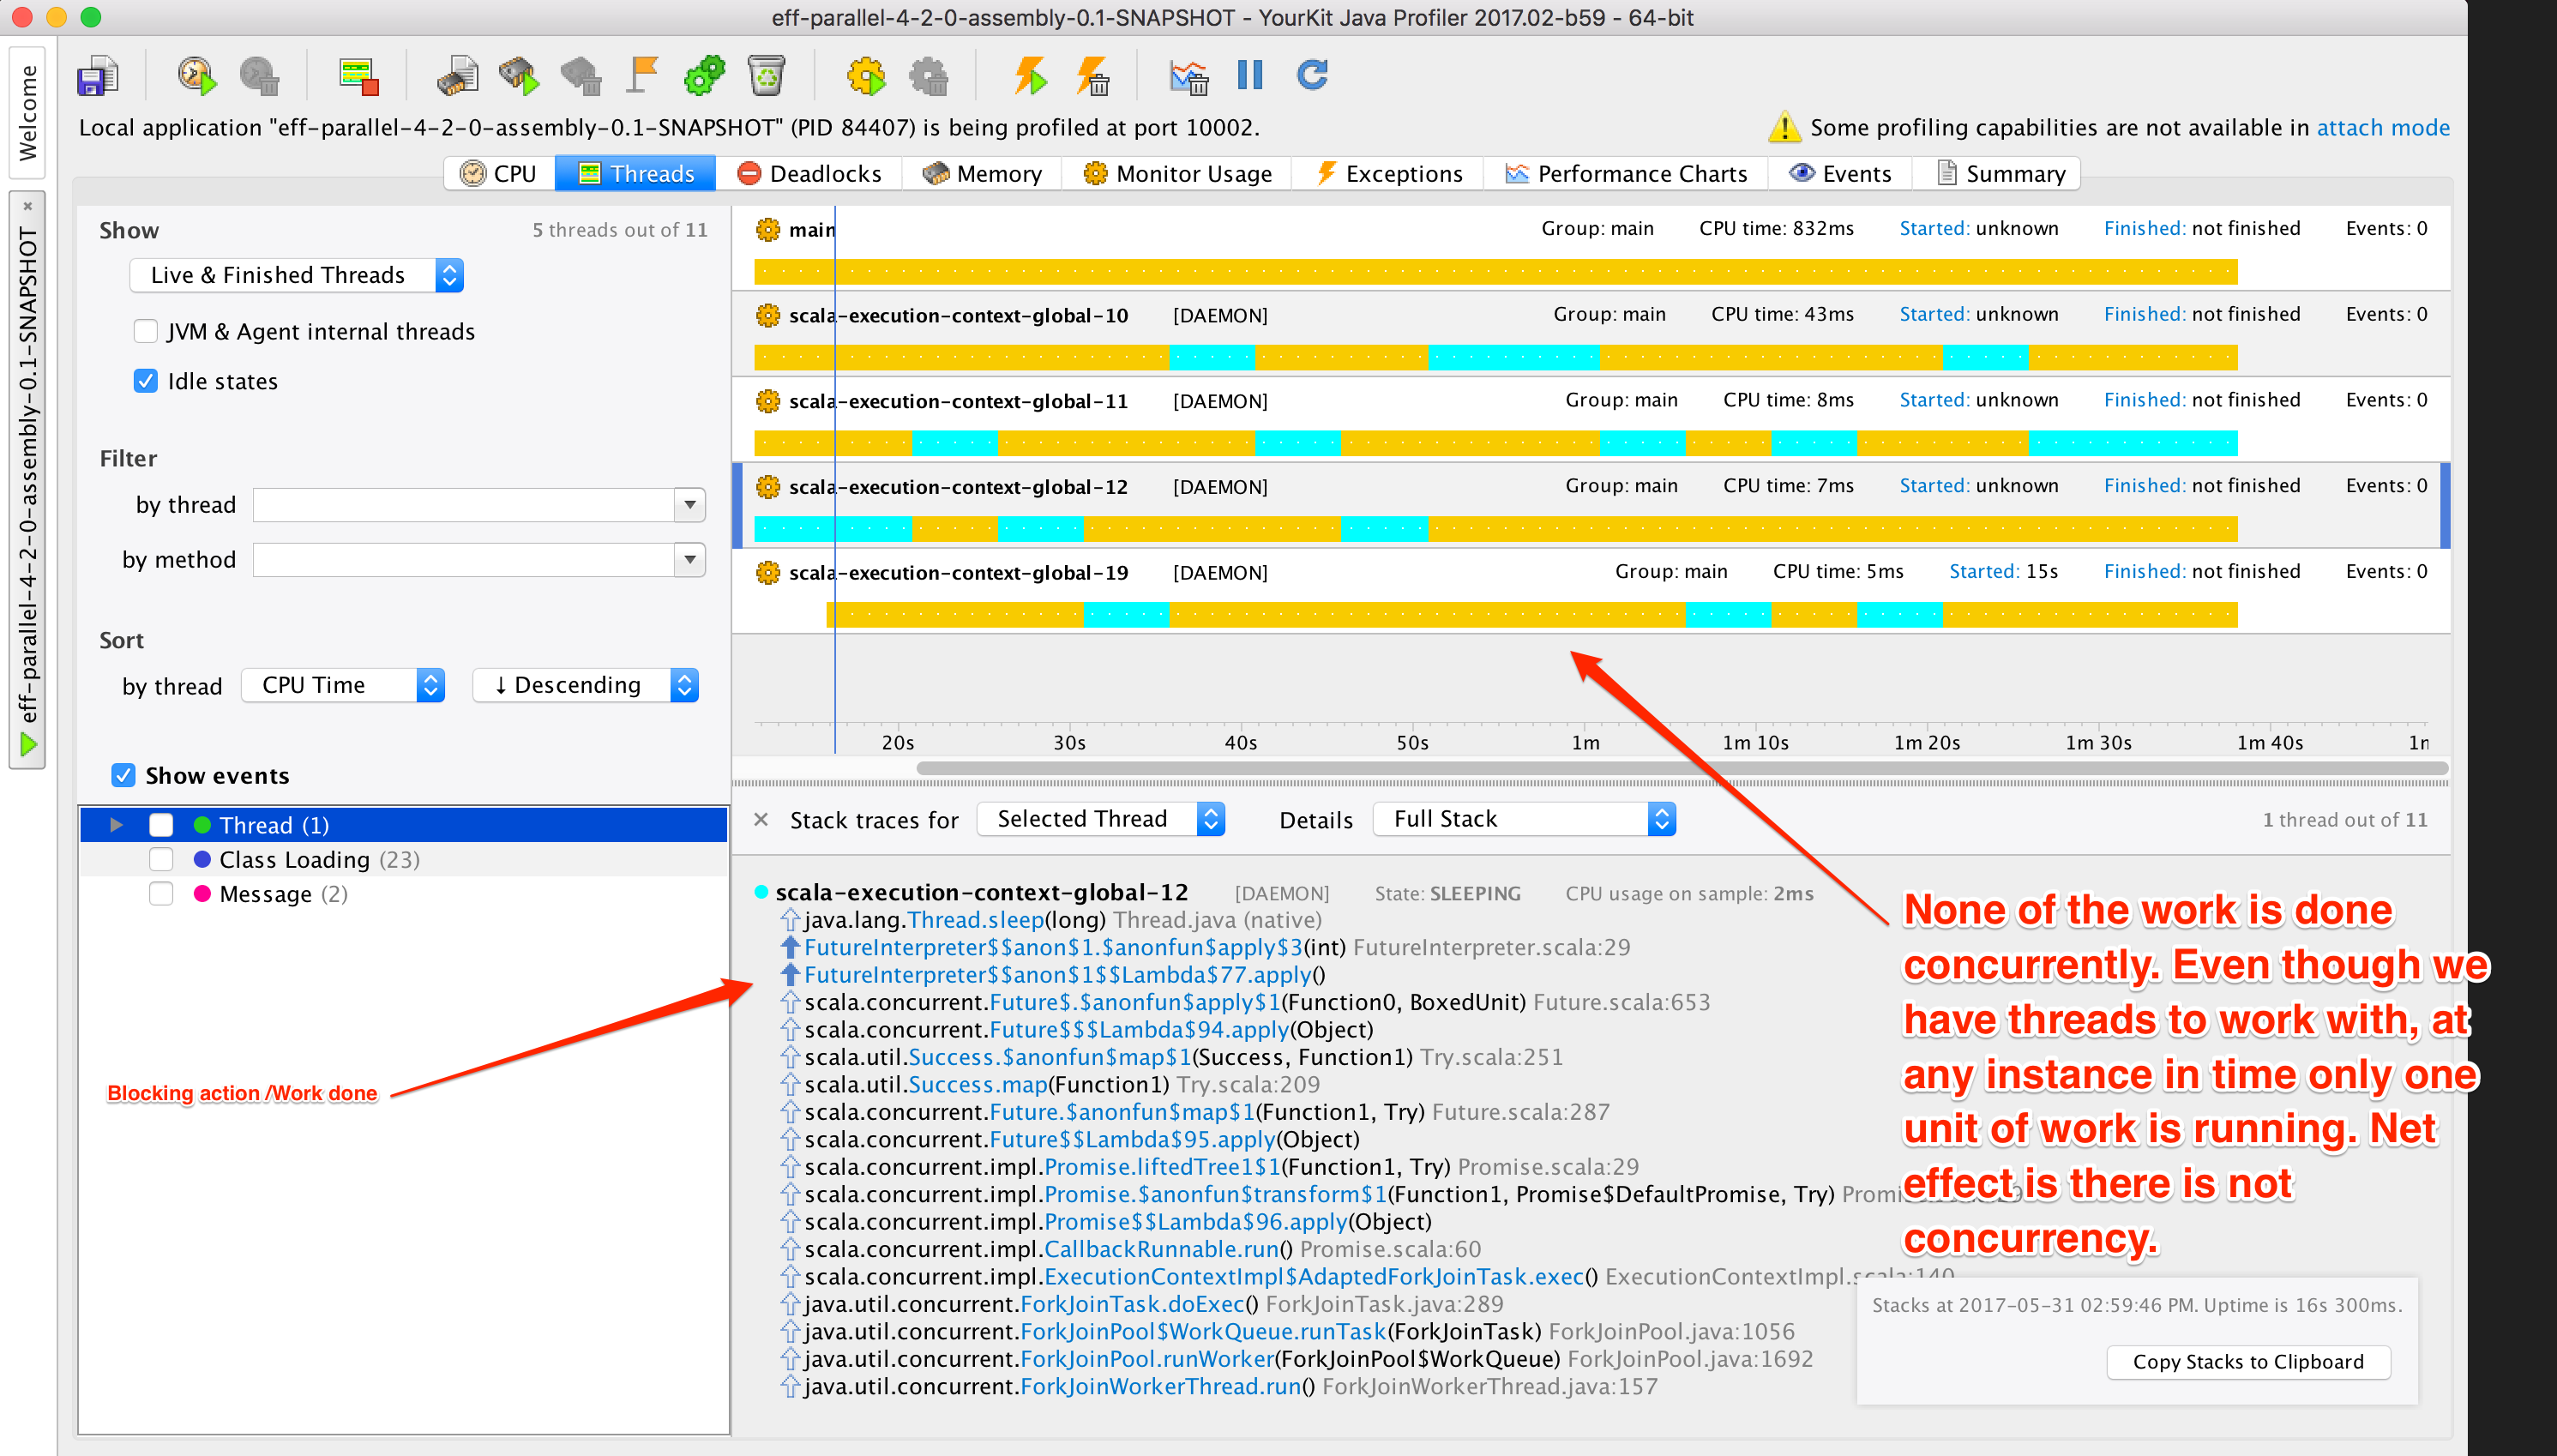 eff-parallel-4-2-0-assembly-0.1-SNAPSHOT - YourKit Java Profiler 2017.02-b59 - 64-bit
Welcome
eff-parallel-4-2-0-assembly-0.1-SNAPSHOT
Local application "eff-parallel-4-2-0-assembly-0.1-SNAPSHOT" (PID 84407) is being profiled at port 10002.
Some profiling capabilities are not available in attach mode
CPU Threads Deadlocks Memory Monitor Usage Exceptions Performance Charts Events Summary
Show 5 threads out of 11
Live & Finished Threads
JVM & Agent internal threads
Idle states
Filter
by thread
by method
Sort
by thread CPU Time ↓ Descending
Show events
Thread (1)
Class Loading (23)
Message (2)
main Group: main CPU time: 832ms Started: unknown Finished: not finished Events: 0
scala-execution-context-global-10 [DAEMON] Group: main CPU time: 43ms Started: unknown Finished: not finished Events: 0
scala-execution-context-global-11 [DAEMON] Group: main CPU time: 8ms Started: unknown Finished: not finished Events: 0
scala-execution-context-global-12 [DAEMON] Group: main CPU time: 7ms Started: unknown Finished: not finished Events: 0
scala-execution-context-global-19 [DAEMON] Group: main CPU time: 5ms Started: 15s Finished: not finished Events: 0
20s 30s 40s 50s 1m 1m 10s 1m 20s 1m 30s 1m 40s
Stack traces for Selected Thread Details Full Stack 1 thread out of 11
scala-execution-context-global-12 [DAEMON] State: SLEEPING CPU usage on sample: 2ms
java.lang.Thread.sleep(long) Thread.java (native)
FutureInterpreter$$anon$1.$anonfun$apply$3(int) FutureInterpreter.scala:29
FutureInterpreter$$anon$1$$Lambda$77.apply()
scala.concurrent.Future$.$anonfun$apply$1(Function0, BoxedUnit) Future.scala:653
scala.concurrent.Future$$$Lambda$94.apply(Object)
scala.util.Success.$anonfun$map$1(Success, Function1) Try.scala:251
scala.util.Success.map(Function1) Try.scala:209
scala.concurrent.Future.$anonfun$map$1(Function1, Try) Future.scala:287
scala.concurrent.Future$$Lambda$95.apply(Object)
scala.concurrent.impl.Promise.liftedTree1$1(Function1, Try) Promise.scala:29
scala.concurrent.impl.Promise.$anonfun$transform$1(Function1, Promise$DefaultPromise, Try)
scala.concurrent.impl.Promise$$Lambda$96.apply(Object)
scala.concurrent.impl.CallbackRunnable.run() Promise.scala:60
scala.concurrent.impl.ExecutionContextImpl$AdaptedForkJoinTask.exec() ExecutionContextImpl.scala:140
java.util.concurrent.ForkJoinTask.doExec() ForkJoinTask.java:289
java.util.concurrent.ForkJoinPool$WorkQueue.runTask(ForkJoinTask) ForkJoinPool.java:1056
java.util.concurrent.ForkJoinPool.runWorker(ForkJoinPool$WorkQueue) ForkJoinPool.java:1692
java.util.concurrent.ForkJoinWorkerThread.run() ForkJoinWorkerThread.java:157
Blocking action /Work done
None of the work is done
concurrently. Even though we
have threads to work with, at
any instance in time only one
unit of work is running. Net
effect is there is not
concurrency.
Stacks at 2017-05-31 02:59:46 PM. Uptime is 16s 300ms.
Copy Stacks to Clipboard